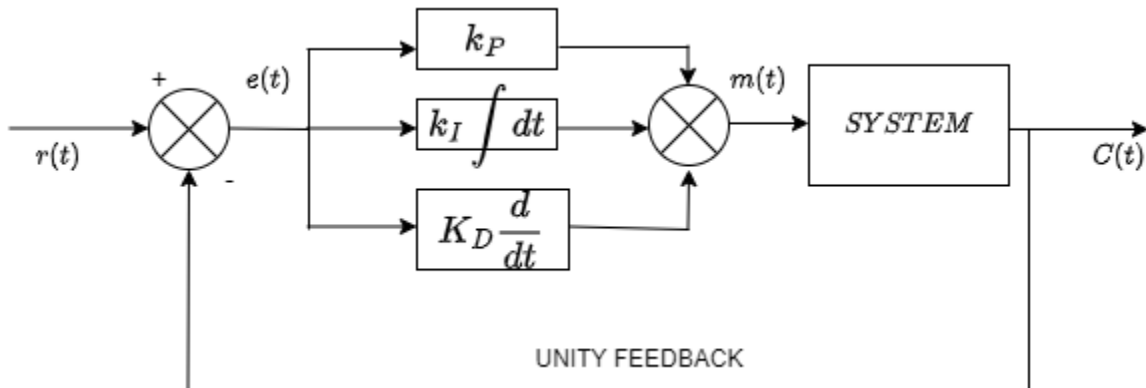 +
e(t)
r(t)
-
k_P
k_I ∫ dt
K_D d/dt
m(t)
SYSTEM
C(t)
UNITY FEEDBACK